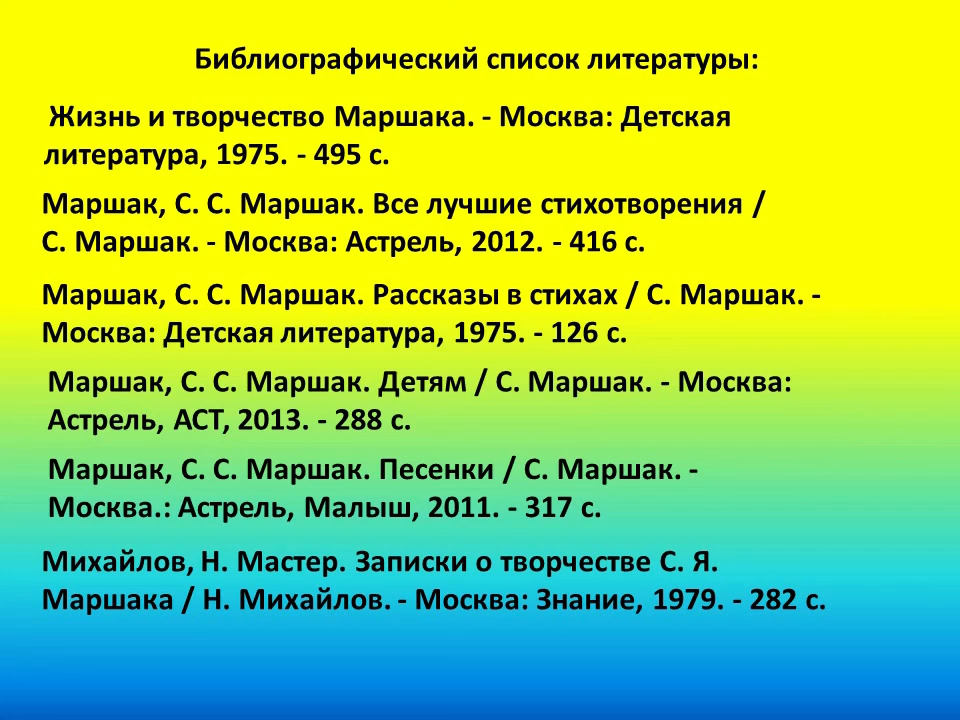 Библиографический список литературы:
Жизнь и творчество Маршака. - Москва: Детская
литература, 1975. - 495 с.
Маршак, С. С. Маршак. Все лучшие стихотворения /
С. Маршак. - Москва: Астрель, 2012. - 416 с.
Маршак, С. С. Маршак. Рассказы в стихах / С. Маршак. -
Москва: Детская литература, 1975. - 126 с.
Маршак, С. С. Маршак. Детям / С. Маршак. - Москва:
Астрель, АСТ, 2013. - 288 с.
Маршак, С. С. Маршак. Песенки / С. Маршак. -
Москва.: Астрель, Малыш, 2011. - 317 с.
Михайлов, Н. Мастер. Записки о творчестве С. Я.
Маршака / Н. Михайлов. - Москва: Знание, 1979. - 282 с.